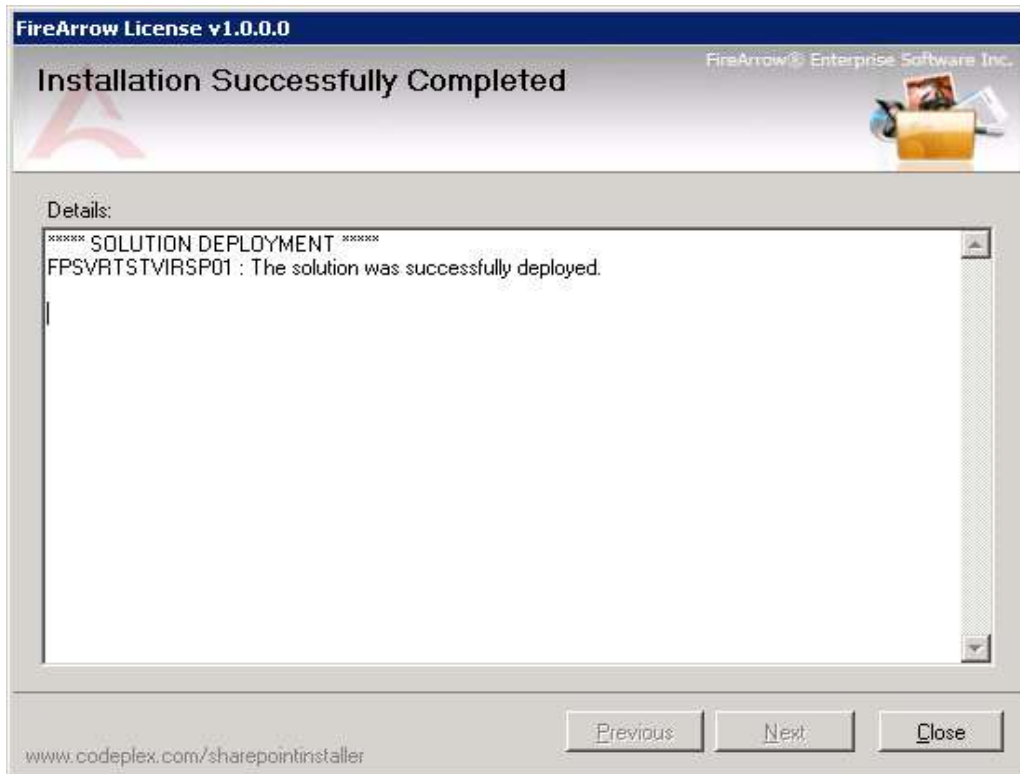 FireArrow License v1.0.0.0
FireArrow® Enterprise Software Inc.
Installation Successfully Completed
Details:
***** SOLUTION DEPLOYMENT *****
FPSVRTSTVIRSP01 : The solution was successfully deployed.
Previous
Next
Close
www.codeplex.com/sharepointinstaller